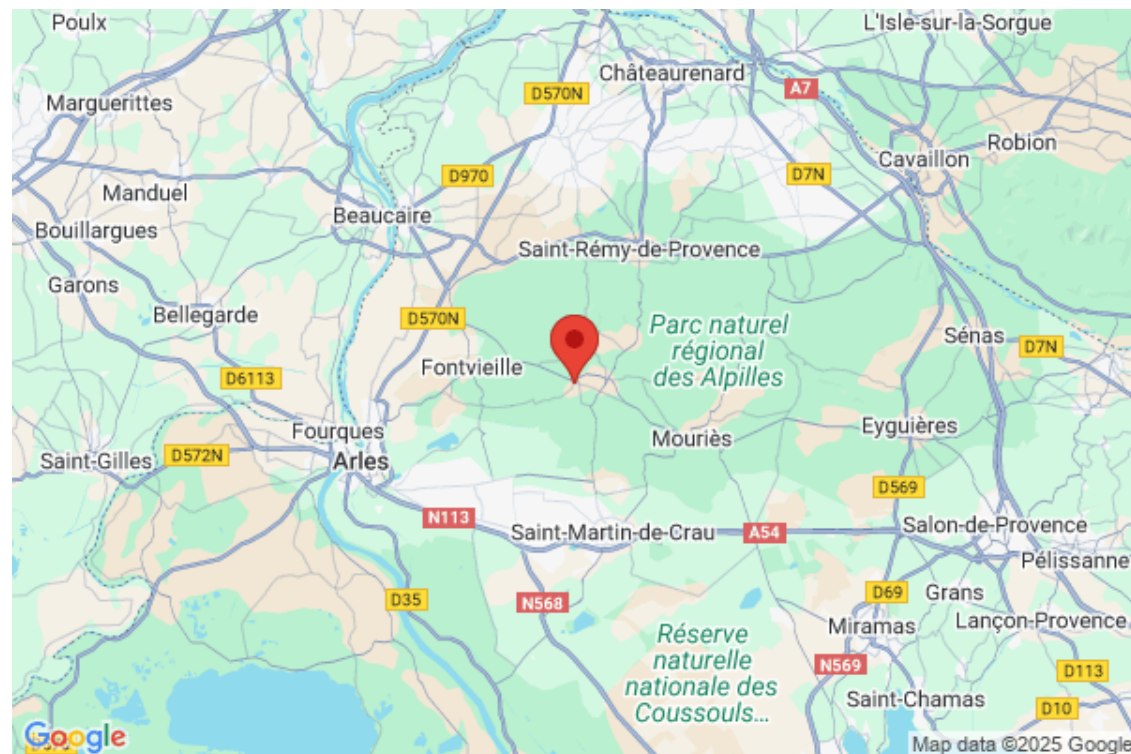 Poulx
L'Isle-sur-la-Sorgue
Châteaurenard
A7
D570N
Marguerittes
Robion
Cavaillon
D970
D7N
Manduel
Beaucaire
Bouillargues
Saint-Rémy-de-Provence
Garons
Bellegarde
D570N
Parc naturel
régional
des Alpilles
Sénas
D7N
Fontvieille
D6113
Eyguières
Fourques
Mouriès
Saint-Gilles
D572N
Arles
D569
N113
Saint-Martin-de-Crau
A54
Salon-de-Provence
Pélissanne
D35
N568
D69
Grans
Réserve
naturelle
nationale des
Coussouls...
Miramas
Lançon-Provence
N569
D113
Saint-Chamas
D10
Google
Map data ©2025 Google